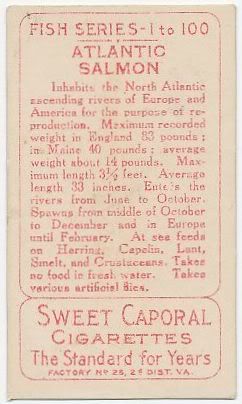 FISH SERIES-1 to 100
ATLANTIC
SALMON
Inhabits the North Atlantic
ascending rivers of Europe and
America for the purpose of re-
production. Maximum recorded
weight in England 83 pounds;
in Maine 40 pounds; average
weight about 14 pounds. Max-
imum length 3½ feet. Average
length 33 inches. Enters the
rivers from June to October.
Spawns from middle of October
to December and in Europe
until February. At sea feeds
on Herring, Capelin, Lant,
Smelt, and Crustaceans. Takes
no food in fresh water. Takes
various artificial flies.
SWEET CAPORAL
CIGARETTES
The Standard for Years
FACTORY No 25, 2d DIST. VA.